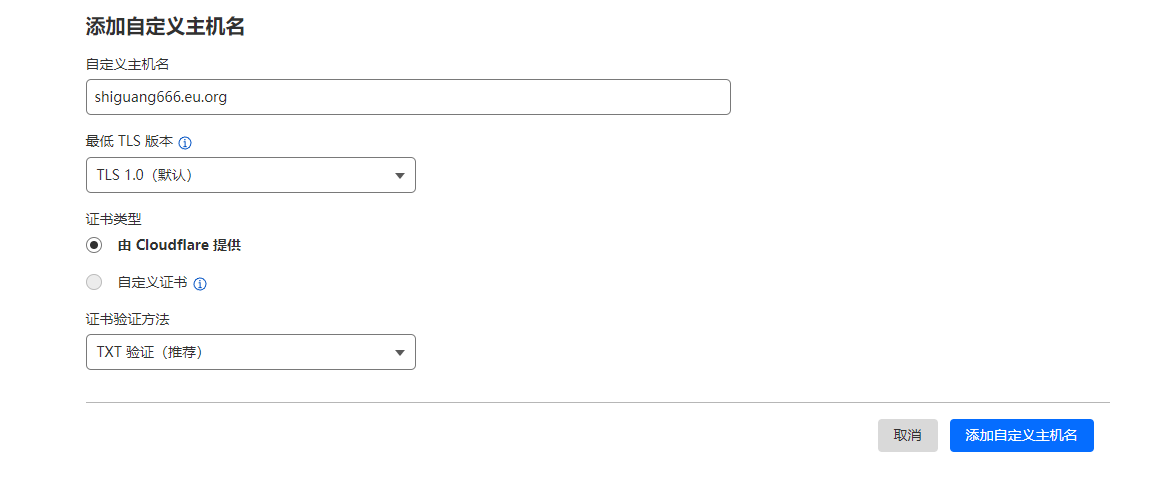 添加自定义主机名
自定义主机名
shiguang666.eu.org
最低 TLS 版本
TLS 1.0（默认）
证书类型
由 Cloudflare 提供
自定义证书
证书验证方法
TXT 验证（推荐）
取消 添加自定义主机名